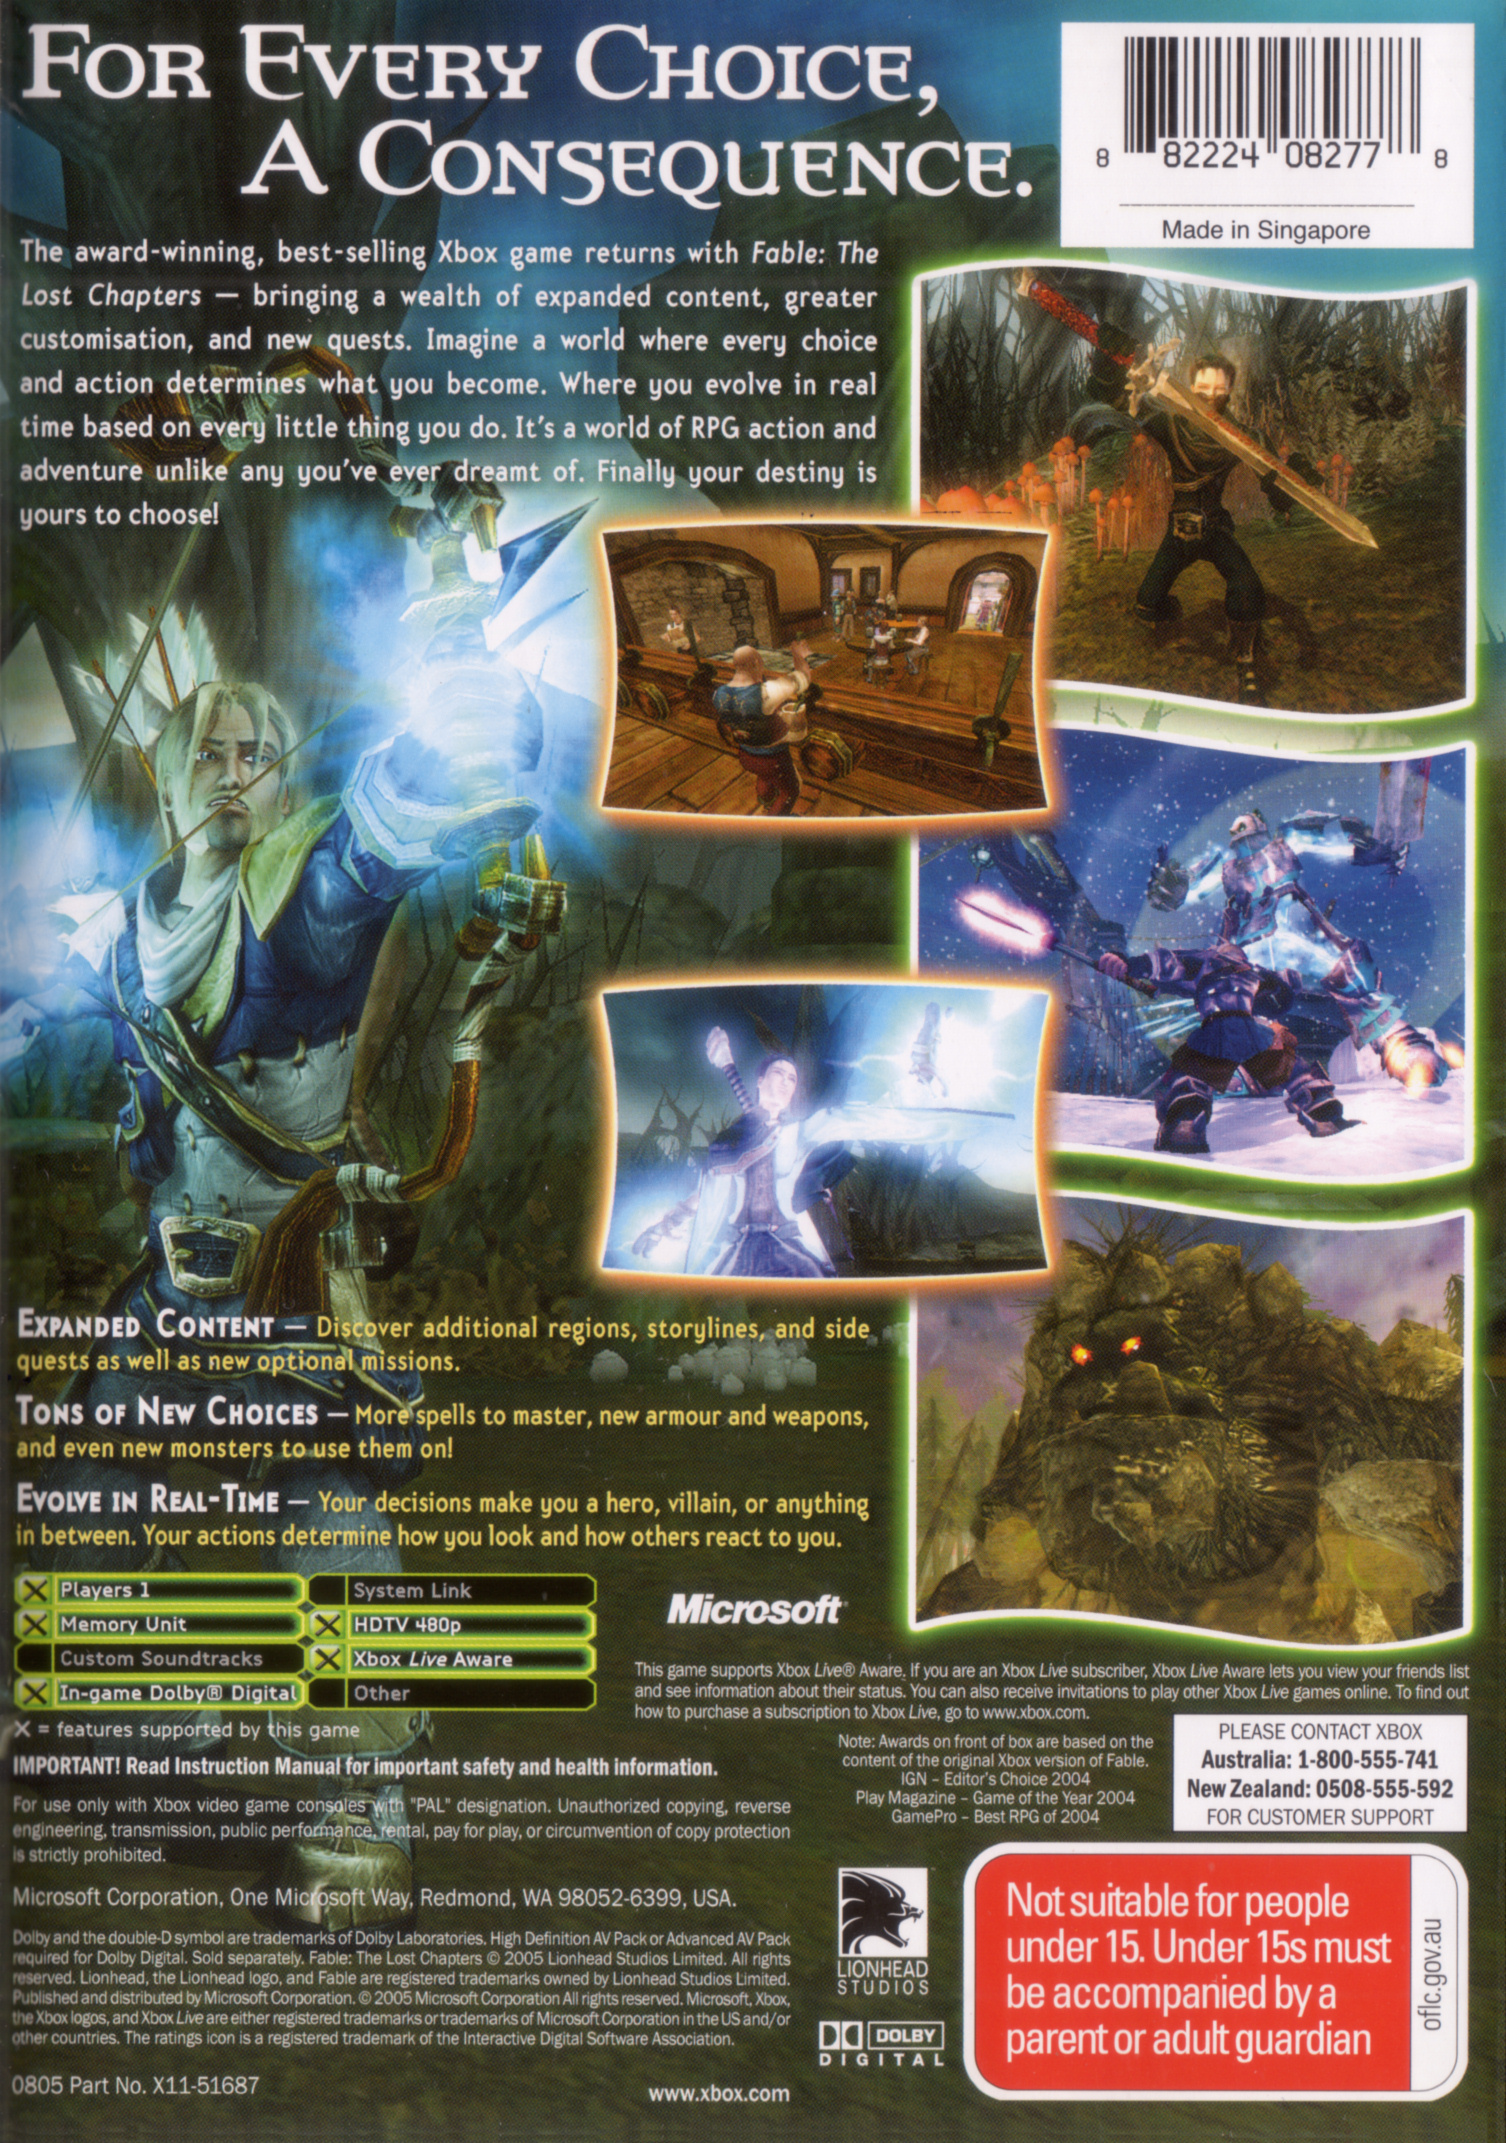 FOR EVERY CHOICE,
A CONSEQUENCE.
8 82224 08277 8
Made in Singapore
The award-winning, best-selling Xbox game returns with Fable: The
Lost Chapters — bringing a wealth of expanded content, greater
customisation, and new quests. Imagine a world where every choice
and action determines what you become. Where you evolve in real
time based on every little thing you do. It's a world of RPG action and
adventure unlike any you've ever dreamt of. Finally your destiny is
yours to choose!
EXPANDED CONTENT — Discover additional regions, storylines, and side
quests as well as new optional missions.
TONS OF NEW CHOICES — More spells to master, new armour and weapons,
and even new monsters to use them on!
EVOLVE IN REAL-TIME — Your decisions make you a hero, villain, or anything
in between. Your actions determine how you look and how others react to you.
X Players 1
System Link
X Memory Unit
X HDTV 480p
Custom Soundtracks
X Xbox Live Aware
X In-game Dolby® Digital
Other
X = features supported by this game
Microsoft
This game supports Xbox Live® Aware. If you are an Xbox Live subscriber, Xbox Live Aware lets you view your friends list
and see information about their status. You can also receive invitations to play other Xbox Live games online. To find out
how to purchase a subscription to Xbox Live, go to www.xbox.com.
IMPORTANT! Read Instruction Manual for important safety and health information.
For use only with Xbox video game consoles with "PAL" designation. Unauthorized copying, reverse
engineering, transmission, public performance, rental, pay for play, or circumvention of copy protection
is strictly prohibited.
Note: Awards on front of box are based on the
content of the original Xbox version of Fable.
IGN - Editor's Choice 2004
Play Magazine - Game of the Year 2004
GamePro - Best RPG of 2004
PLEASE CONTACT XBOX
Australia: 1-800-555-741
New Zealand: 0508-555-592
FOR CUSTOMER SUPPORT
Microsoft Corporation, One Microsoft Way, Redmond, WA 98052-6399, USA.
Dolby and the double-D symbol are trademarks of Dolby Laboratories. High Definition AV Pack or Advanced AV Pack
required for Dolby Digital. Sold separately. Fable: The Lost Chapters © 2005 Lionhead Studios Limited. All rights
reserved. Lionhead, the Lionhead logo, and Fable are registered trademarks owned by Lionhead Studios Limited.
Published and distributed by Microsoft Corporation. © 2005 Microsoft Corporation All rights reserved. Microsoft, Xbox,
the Xbox logos, and Xbox Live are either registered trademarks or trademarks of Microsoft Corporation in the US and/or
other countries. The ratings icon is a registered trademark of the Interactive Digital Software Association.
0805 Part No. X11-51687
www.xbox.com
LIONHEAD
STUDIOS
DOLBY
DIGITAL
Not suitable for people
under 15. Under 15s must
be accompanied by a
parent or adult guardian
oflc.gov.au